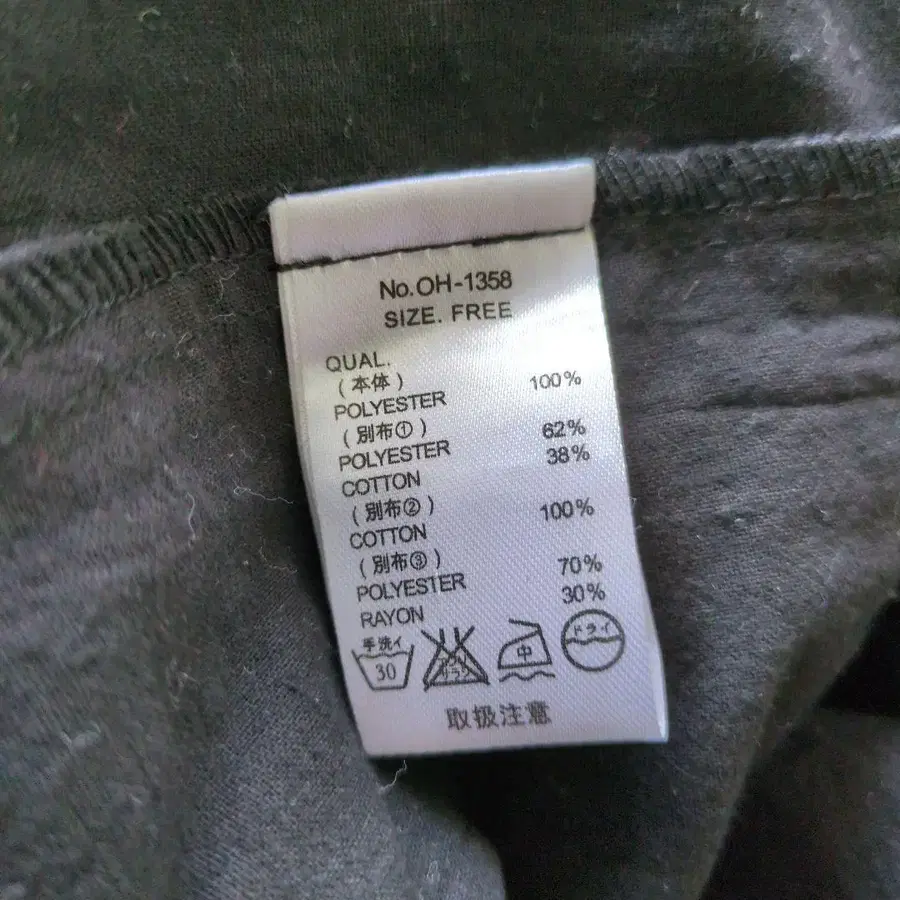 No.OH-1358
SIZE. FREE
QUAL.
(本体)
POLYESTER 100%
(別布①)
POLYESTER 62%
COTTON 38%
(別布②)
COTTON 100%
(別布③)
POLYESTER 70%
RAYON 30%
手洗イ 30 中 ドライ
取扱注意